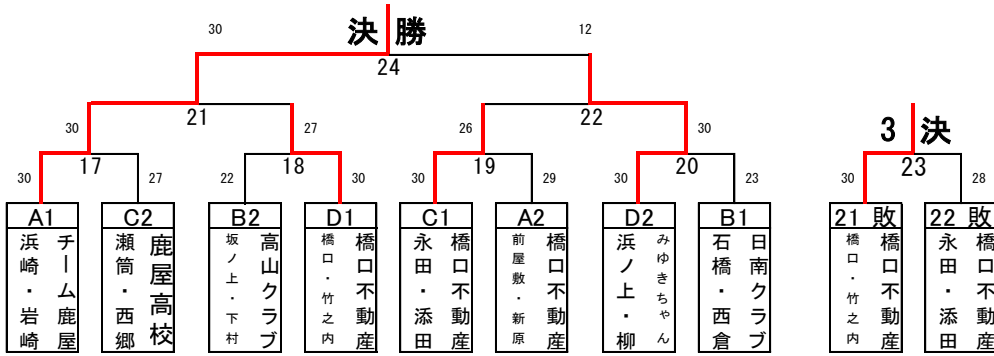 30
決勝
12
24
30
21
27
26
22
30
3決
30
17
27
22
18
30
30
19
29
30
20
23
30
23
28
A1
C2
B2
D1
C1
A2
D2
B1
21敗
22敗
チーム鹿屋
浜崎・岩崎
鹿屋高校
瀬筒・西郷
高山クラブ
坂ノ上・下村
橋口不動産
橋口・竹之内
橋口不動産
永田・添田
橋口不動産
前屋敷・新原
みゆきちゃん
浜ノ上・柳
日南クラブ
石橋・西倉
橋口不動産
橋口・竹之内
橋口不動産
永田・添田